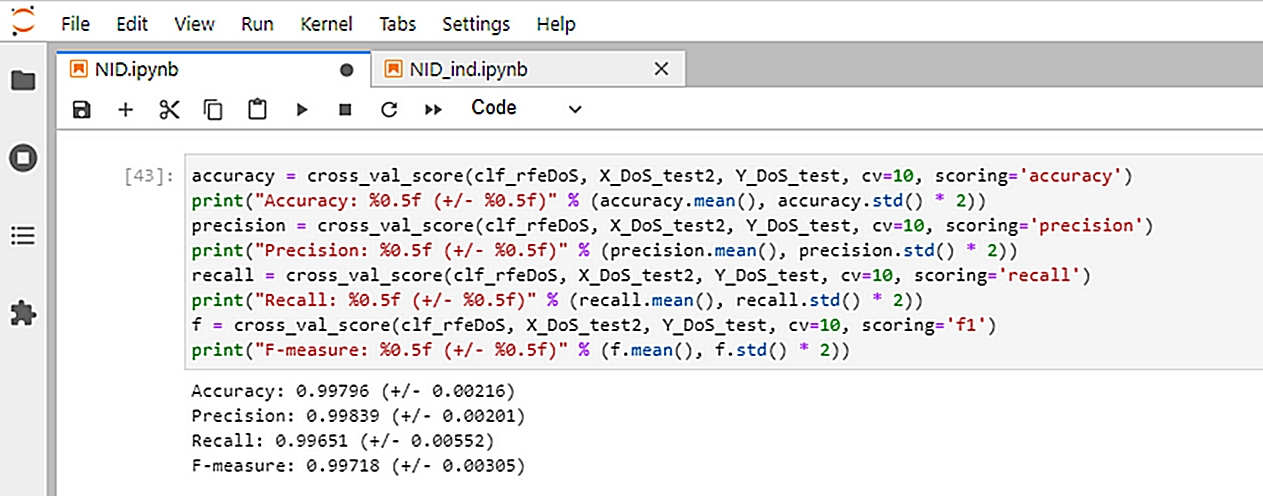 File Edit View Run Kernel Tabs Settings Help
NID.ipynb NID_ind.ipynb
Code
[43]: accuracy = cross_val_score(clf_rfeDoS, X_DoS_test2, Y_DoS_test, cv=10, scoring='accuracy')
print("Accuracy: %0.5f (+/- %0.5f)" % (accuracy.mean(), accuracy.std() * 2))
precision = cross_val_score(clf_rfeDoS, X_DoS_test2, Y_DoS_test, cv=10, scoring='precision')
print("Precision: %0.5f (+/- %0.5f)" % (precision.mean(), precision.std() * 2))
recall = cross_val_score(clf_rfeDoS, X_DoS_test2, Y_DoS_test, cv=10, scoring='recall')
print("Recall: %0.5f (+/- %0.5f)" % (recall.mean(), recall.std() * 2))
f = cross_val_score(clf_rfeDoS, X_DoS_test2, Y_DoS_test, cv=10, scoring='f1')
print("F-measure: %0.5f (+/- %0.5f)" % (f.mean(), f.std() * 2))
Accuracy: 0.99796 (+/- 0.00216)
Precision: 0.99839 (+/- 0.00201)
Recall: 0.99651 (+/- 0.00552)
F-measure: 0.99718 (+/- 0.00305)